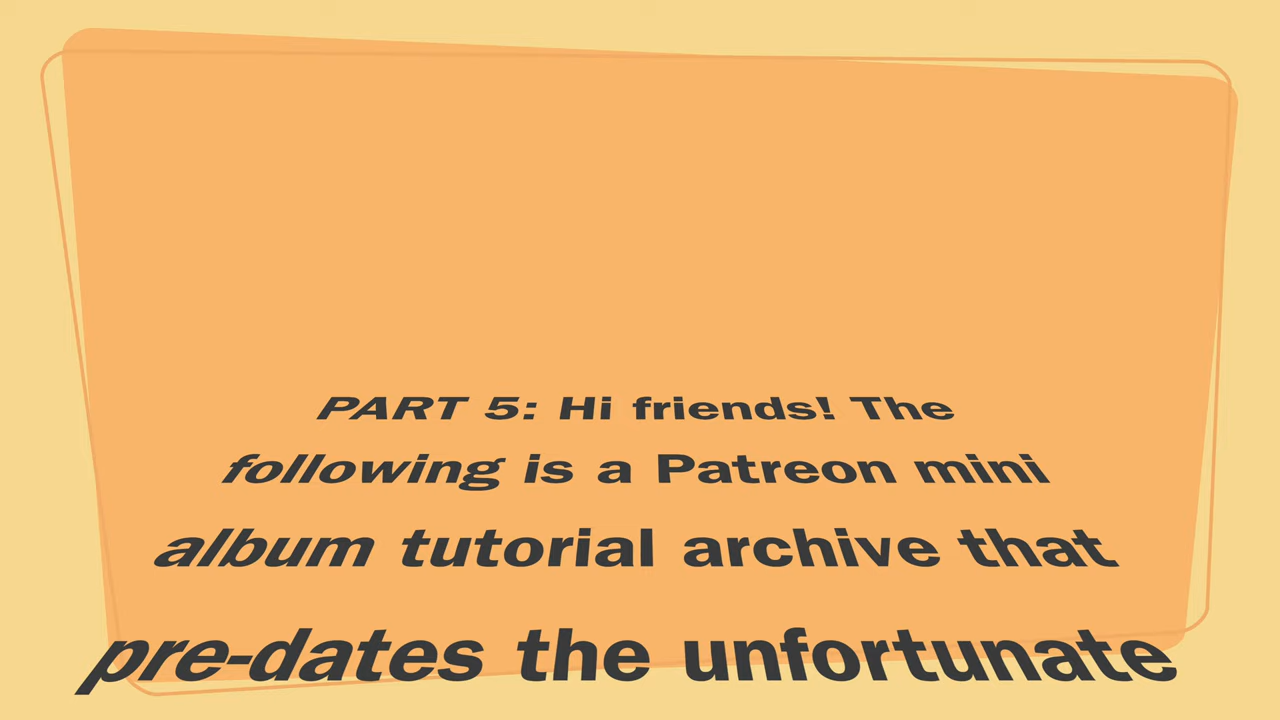 PART 5: Hi friends! The
following is a Patreon mini
album tutorial archive that
pre-dates the unfortunate